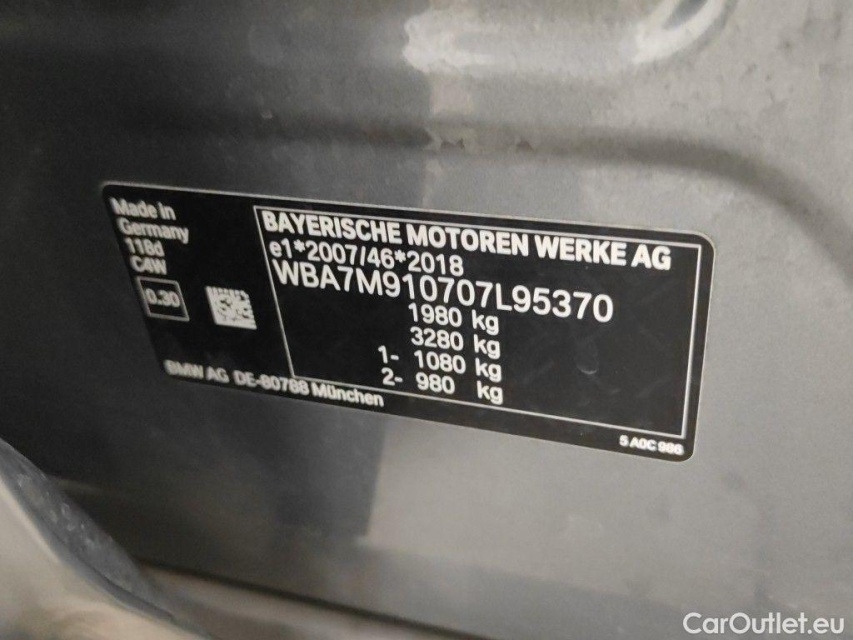 Made in
Germany
118d
C4W
0.30
BAYERISCHE MOTOREN WERKE AG
e1*2007/46*2018
WBA7M910707L95370
1980 kg
3280 kg
1- 1080 kg
2- 980 kg
BMW AG DE-80788 München
5 A0C 986
CarOutlet.eu